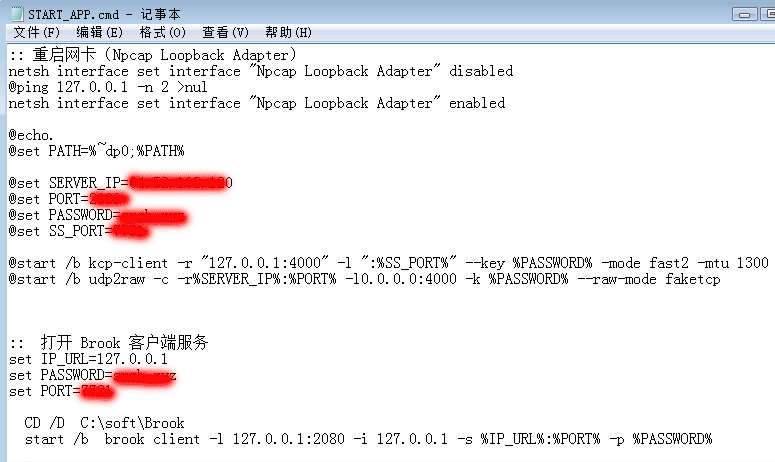 START_APP.cmd - 记事本
文件(F) 编辑(E) 格式(O) 查看(V) 帮助(H)
:: 重启网卡（Npcap Loopback Adapter）
netsh interface set interface "Npcap Loopback Adapter" disabled
@ping 127.0.0.1 -n 2 >nul
netsh interface set interface "Npcap Loopback Adapter" enabled
@echo.
@set PATH=%~dp0;%PATH%
@set SERVER_IP=
@set PORT=
@set PASSWORD=
@set SS_PORT=
@start /b kcp-client -r "127.0.0.1:4000" -l ":%SS_PORT%" --key %PASSWORD% -mode fast2 -mtu 1300
@start /b udp2raw -c -r%SERVER_IP%:%PORT% -l0.0.0.0:4000 -k %PASSWORD% --raw-mode faketcp
:: 打开 Brook 客户端服务
set IP_URL=127.0.0.1
set PASSWORD=
set PORT=
CD /D C:\soft\Brook
start /b brook client -l 127.0.0.1:2080 -i 127.0.0.1 -s %IP_URL%:%PORT% -p %PASSWORD%